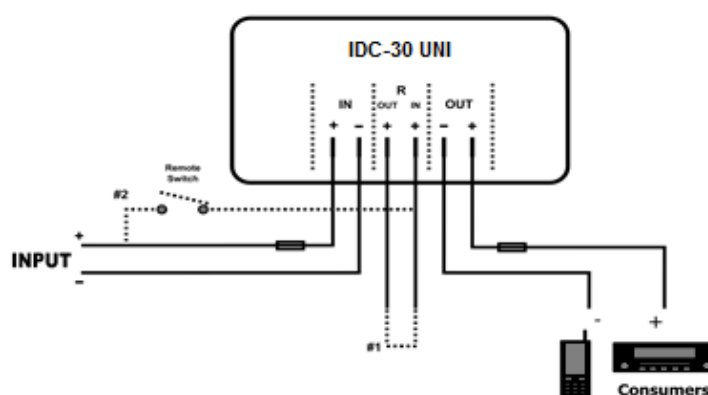 IDC-30 UNI
R
IN OUT IN OUT
+ - + + - +
Remote
Switch
#2
+
INPUT
-
#1
- +
Consumers